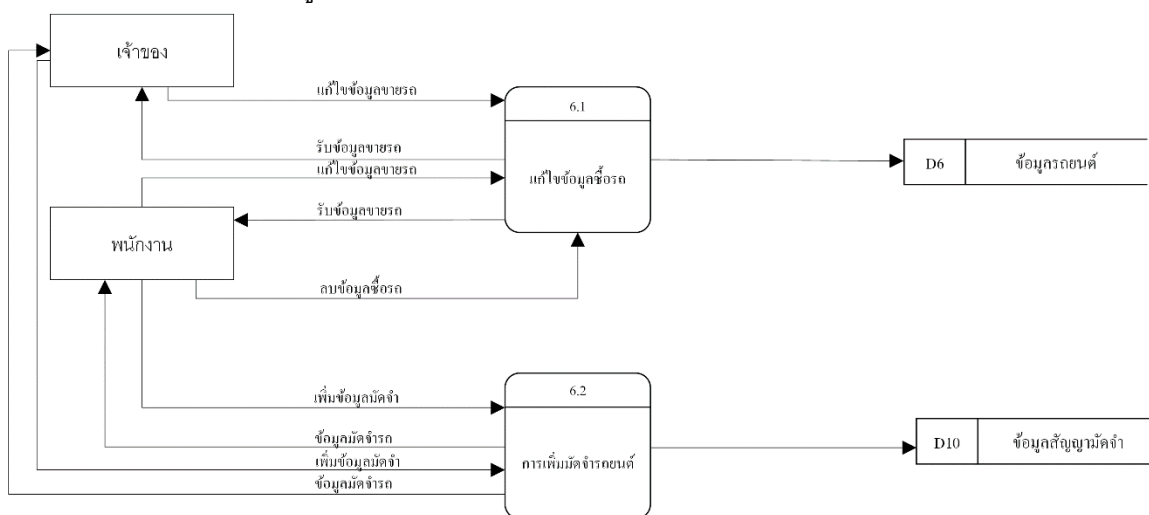 เจ้าของ
แก้ไขข้อมูลขายรถ
6.1
รับข้อมูลขายรถ
แก้ไขข้อมูลขายรถ
แก้ไขข้อมูลซื้อรถ
D6
ข้อมูลรถยนต์
รับข้อมูลขายรถ
พนักงาน
ลบข้อมูลซื้อรถ
6.2
เพิ่มข้อมูลมัดจำ
ข้อมูลมัดจำรถ
เพิ่มข้อมูลมัดจำ
ข้อมูลมัดจำรถ
การเพิ่มมัดจำรถยนต์
D10
ข้อมูลสัญญามัดจำ